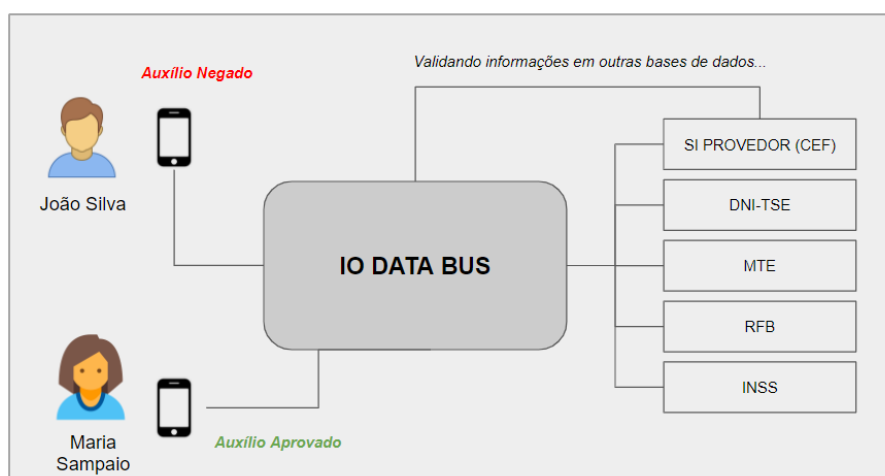 Auxílio Negado
Validando informações em outras bases de dados...
João Silva
IO DATA BUS
SI PROVEDOR (CEF)
DNI-TSE
MTE
RFB
INSS
Maria
Sampaio
Auxílio Aprovado